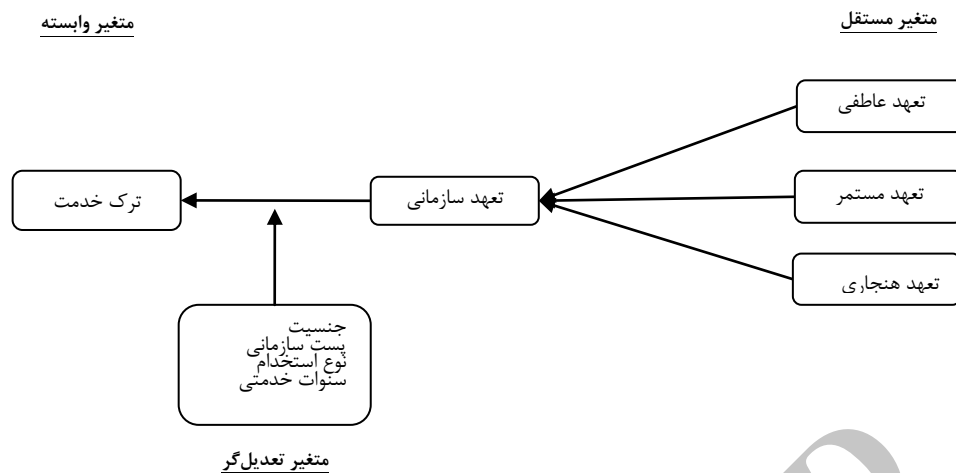 متغیر مستقل
متغیر وابسته
تعهد عاطفی
تعهد مستمر
تعهد هنجاری
تعهد سازمانی
ترک خدمت
جنسیت
پست سازمانی
نوع استخدام
سنوات خدمتی
متغیر تعدیل‌گر